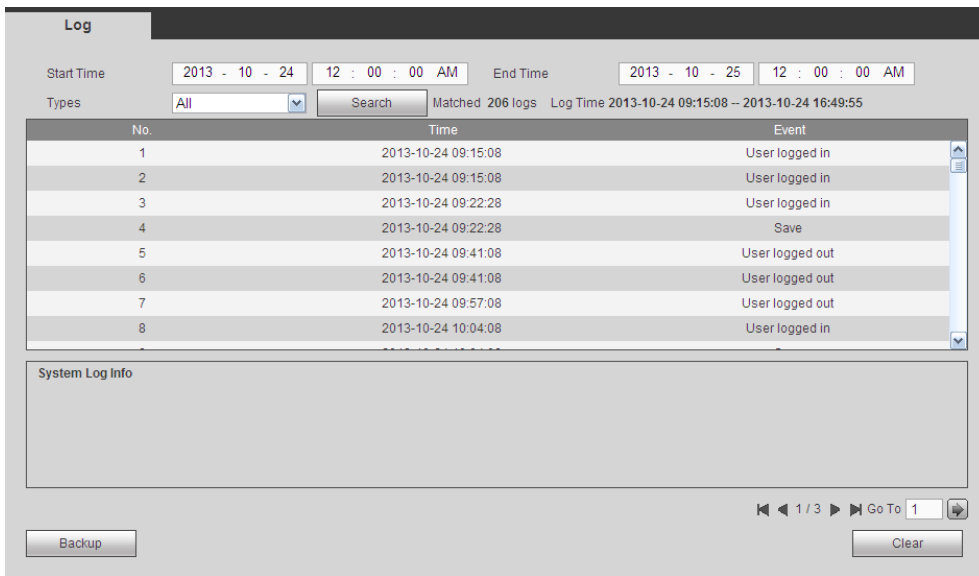 Log
Start Time 2013 - 10 - 24 12 : 00 : 00 AM End Time 2013 - 10 - 25 12 : 00 : 00 AM
Types All Search Matched 206 logs Log Time 2013-10-24 09:15:08 -- 2013-10-24 16:49:55
No. Time Event
1 2013-10-24 09:15:08 User logged in
2 2013-10-24 09:15:08 User logged in
3 2013-10-24 09:22:28 User logged in
4 2013-10-24 09:22:28 Save
5 2013-10-24 09:41:08 User logged out
6 2013-10-24 09:41:08 User logged out
7 2013-10-24 09:57:08 User logged out
8 2013-10-24 10:04:08 User logged in
System Log Info
1 / 3 Go To 1
Backup Clear